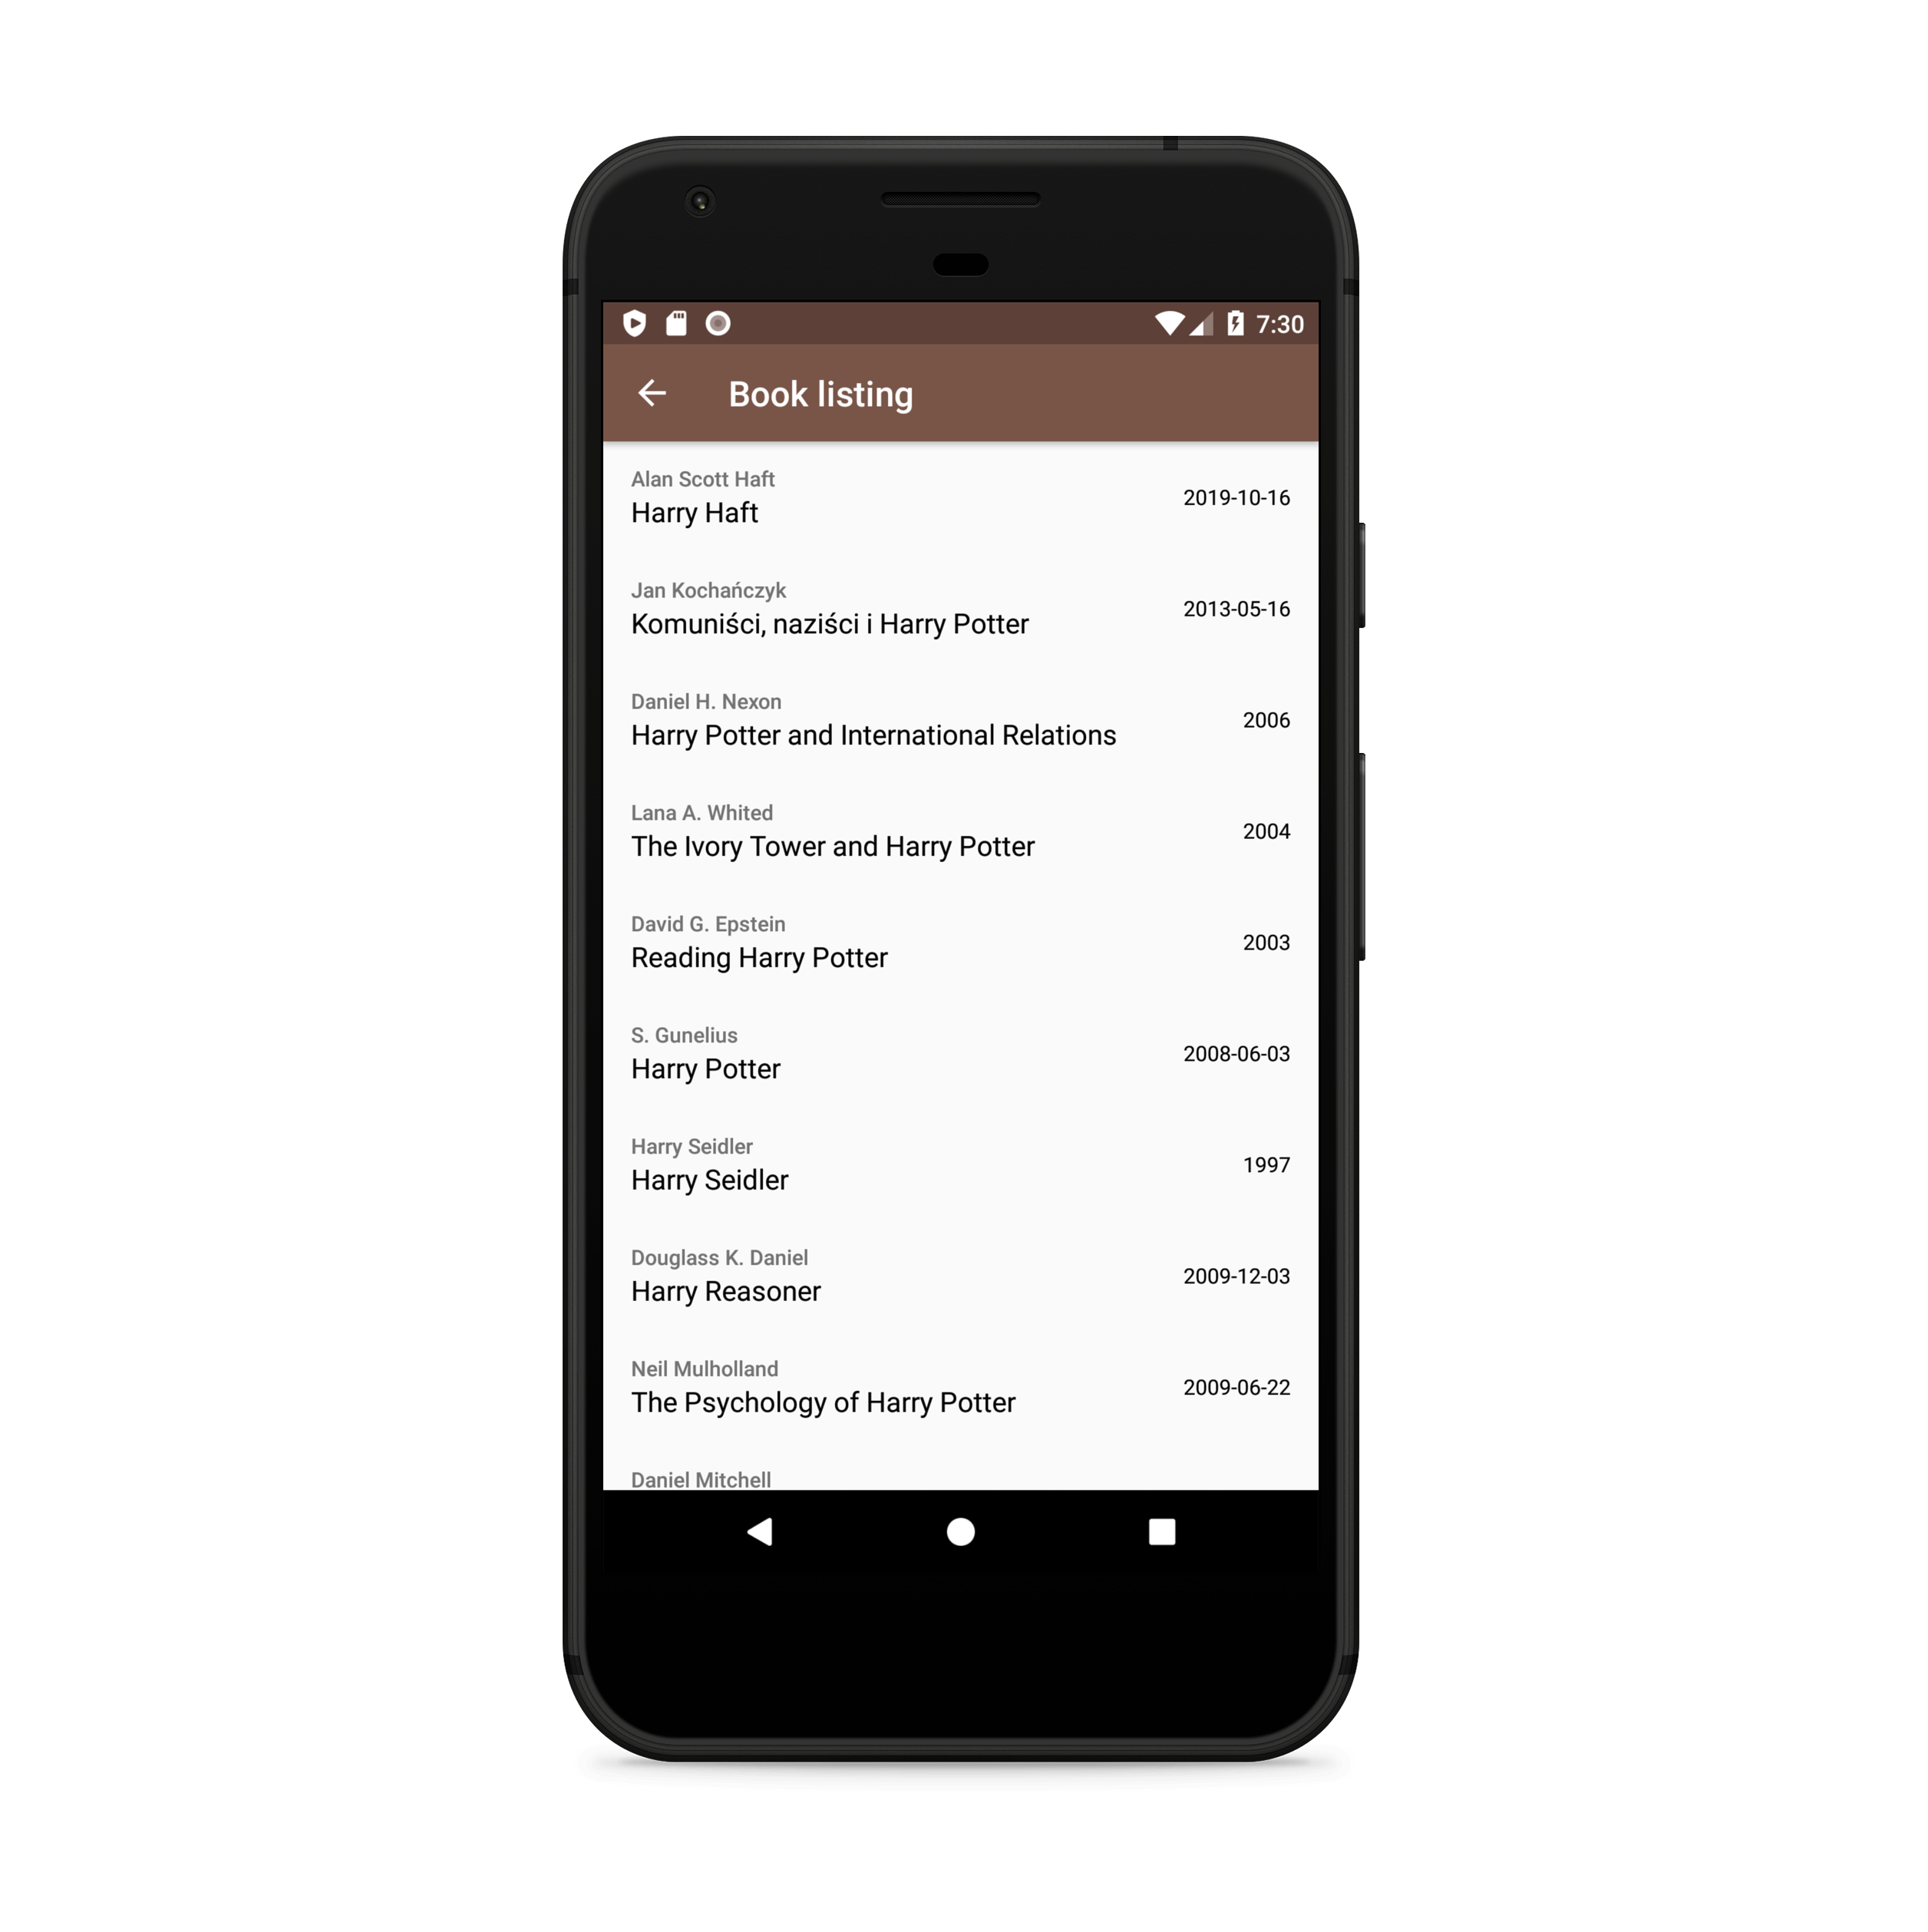 7:30
Book listing
Alan Scott Haft
Harry Haft
2019-10-16
Jan Kochańczyk
Komuniści, naziści i Harry Potter
2013-05-16
Daniel H. Nexon
Harry Potter and International Relations
2006
Lana A. Whited
The Ivory Tower and Harry Potter
2004
David G. Epstein
Reading Harry Potter
2003
S. Gunelius
Harry Potter
2008-06-03
Harry Seidler
Harry Seidler
1997
Douglass K. Daniel
Harry Reasoner
2009-12-03
Neil Mulholland
The Psychology of Harry Potter
2009-06-22
Daniel Mitchell